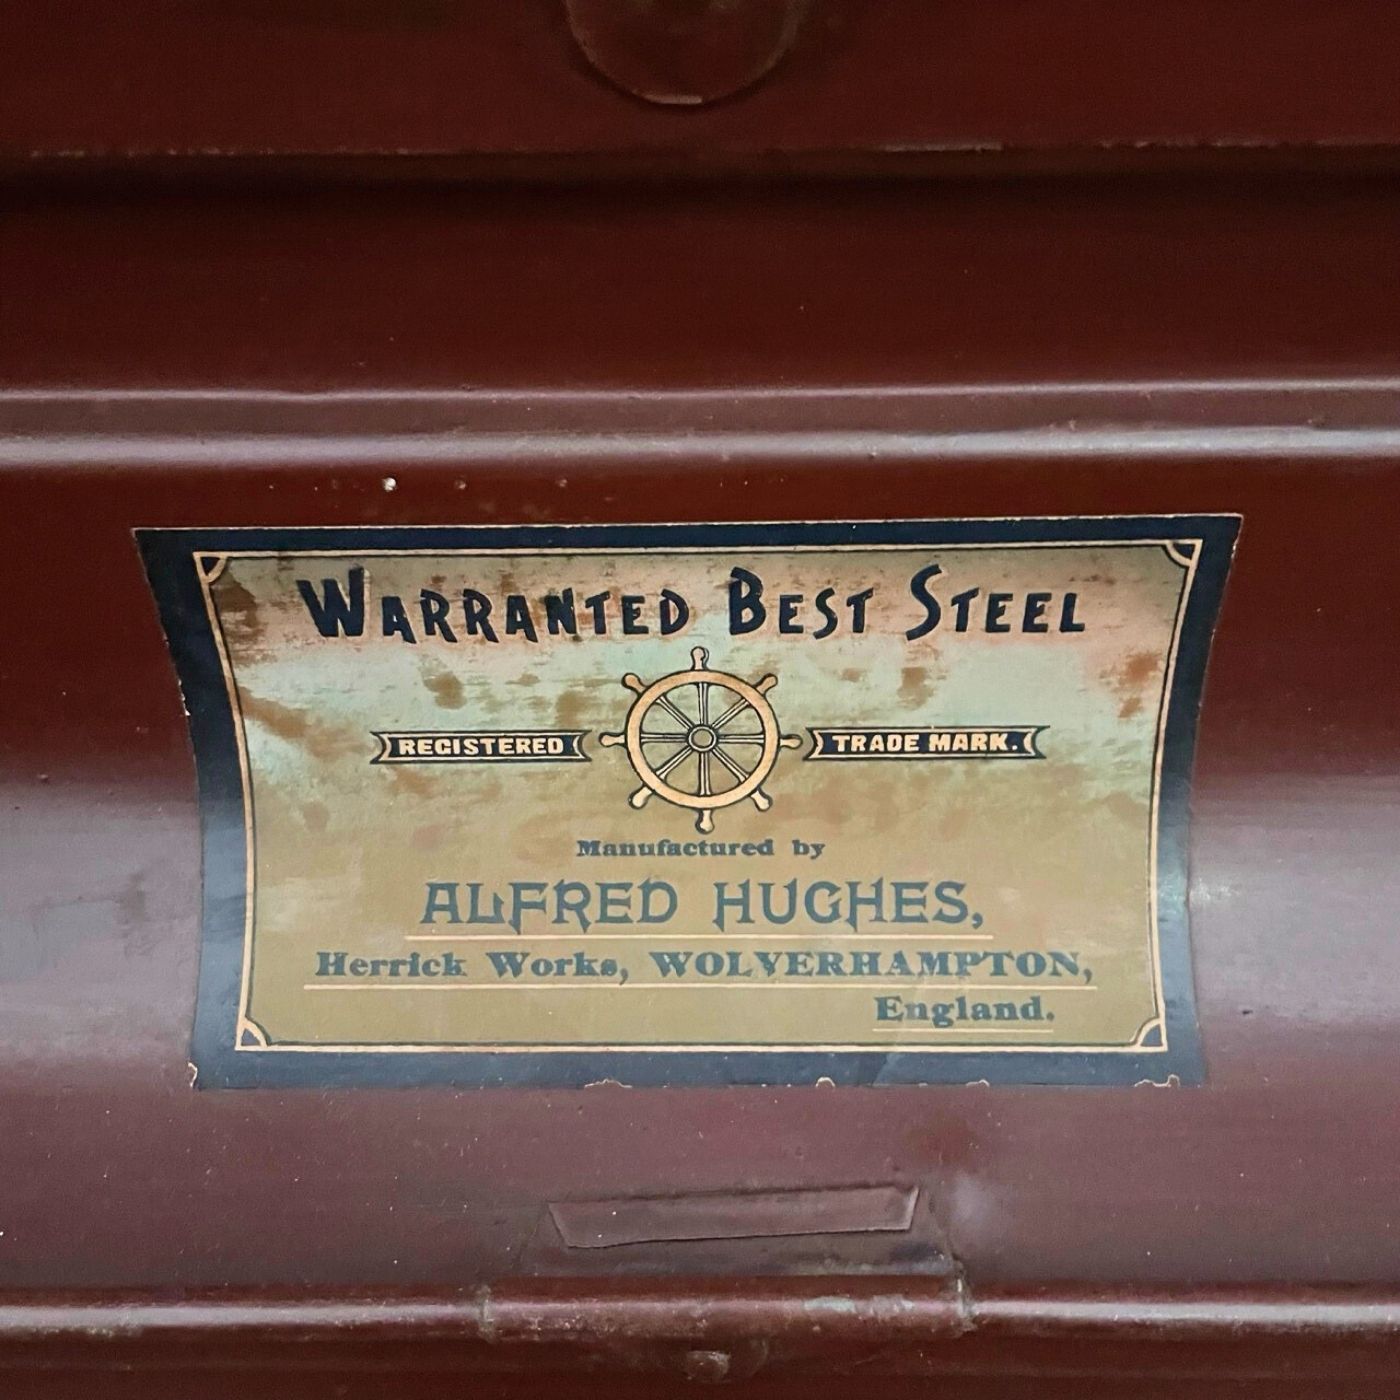 WARRANTED BEST STEEL
REGISTERED TRADE MARK.
Manufactured by
ALFRED HUGHES,
Herrick Works, WOLVERHAMPTON,
England.